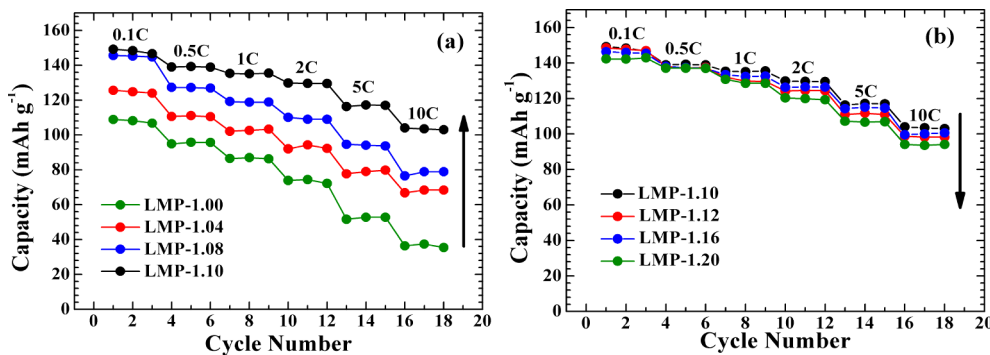 (a)
0.1C
0.5C
1C
2C
5C
10C
160
140
120
100
80
60
40
20
0
Capacity (mAh g⁻¹)
LMP-1.00
LMP-1.04
LMP-1.08
LMP-1.10
0 2 4 6 8 10 12 14 16 18 20
Cycle Number
(b)
0.1C
0.5C
1C
2C
5C
10C
160
140
120
100
80
60
40
20
0
Capacity (mAh g⁻¹)
LMP-1.10
LMP-1.12
LMP-1.16
LMP-1.20
0 2 4 6 8 10 12 14 16 18 20
Cycle Number